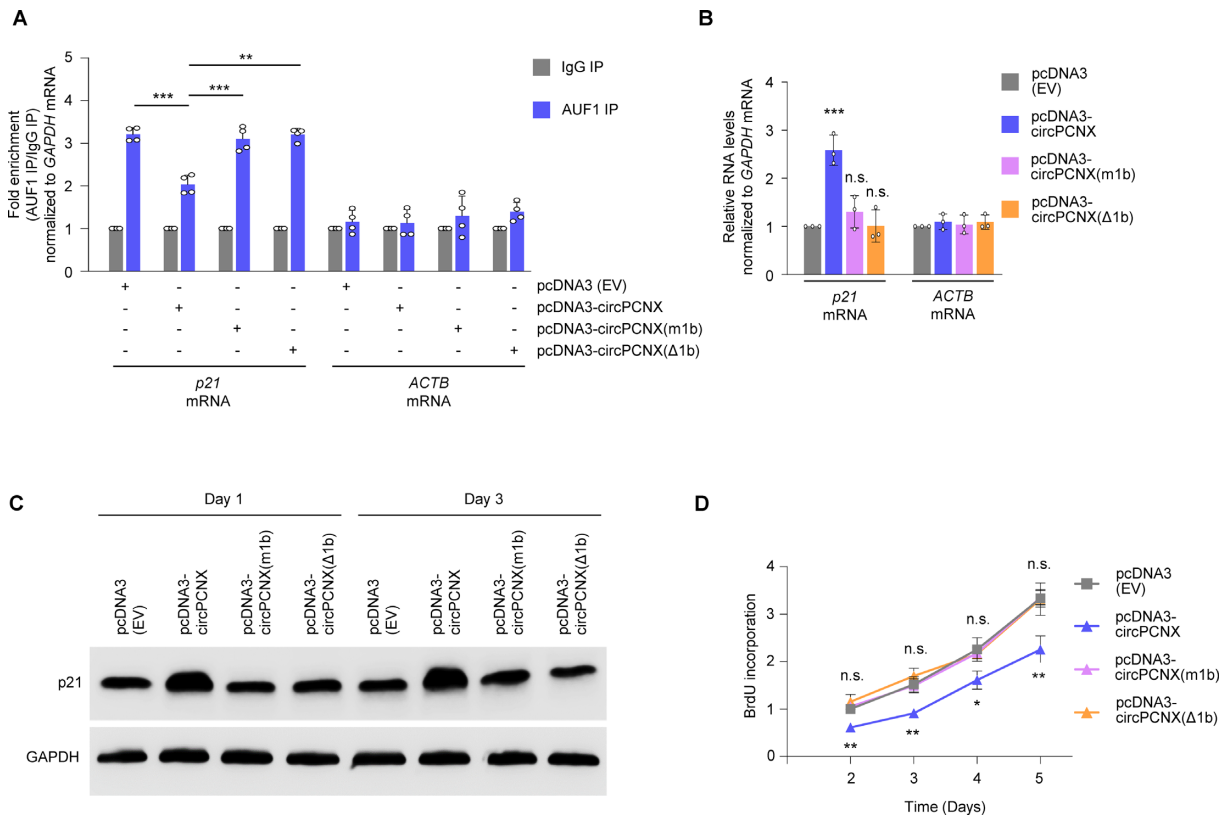 A
Fold enrichment
(AUF1 IP/IgG IP)
normalized to GAPDH mRNA
5
4
3
2
1
0
**
***
***
IgG IP
AUF1 IP
+ - - - + - - - pcDNA3 (EV)
- + - - - + - - pcDNA3-circPCNX
- - + - - - + - pcDNA3-circPCNX(m1b)
- - - + - - - + pcDNA3-circPCNX(Δ1b)
p21
mRNA
ACTB
mRNA
B
Relative RNA levels
normalized to GAPDH mRNA
4
3
2
1
0
***
n.s.
n.s.
p21
mRNA
ACTB
mRNA
pcDNA3
(EV)
pcDNA3-
circPCNX
pcDNA3-
circPCNX(m1b)
pcDNA3-
circPCNX(Δ1b)
C
Day 1
Day 3
pcDNA3
(EV)
pcDNA3-
circPCNX
pcDNA3-
circPCNX(m1b)
pcDNA3-
circPCNX(Δ1b)
pcDNA3
(EV)
pcDNA3-
circPCNX
pcDNA3-
circPCNX(m1b)
pcDNA3-
circPCNX(Δ1b)
p21
GAPDH
D
BrdU incorporation
4
3
2
1
0
n.s.
n.s.
n.s.
n.s.
**
**
*
**
2
3
4
5
Time (Days)
pcDNA3
(EV)
pcDNA3-
circPCNX
pcDNA3-
circPCNX(m1b)
pcDNA3-
circPCNX(Δ1b)